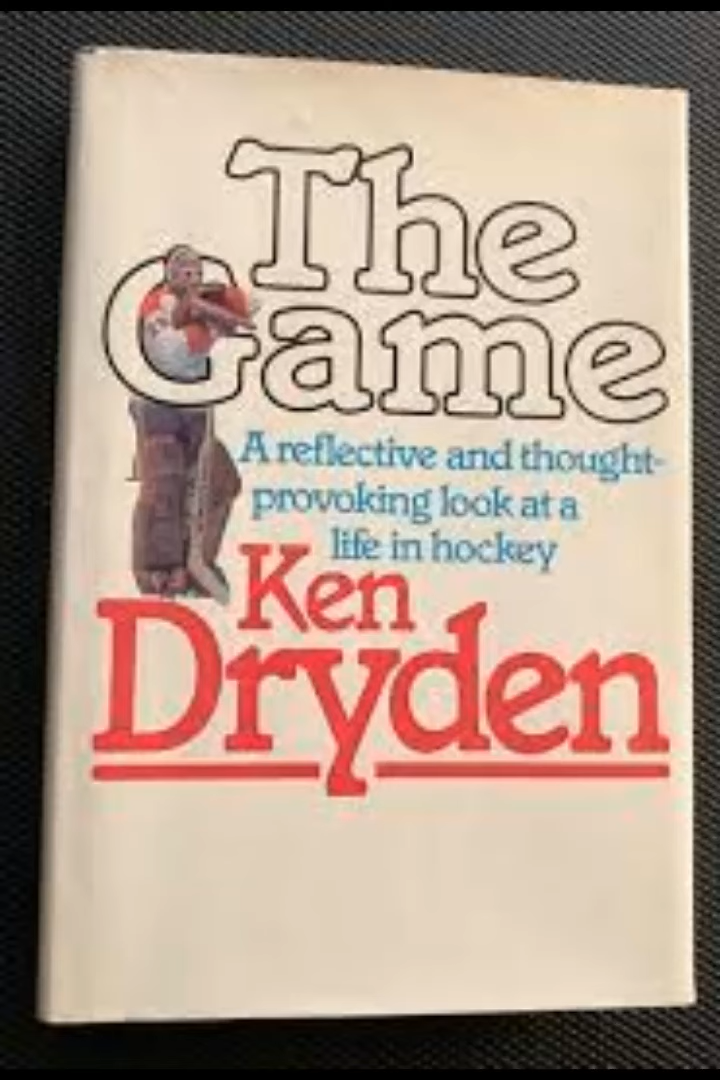 The
Game
A reflective and thought-
provoking look at a
life in hockey
Ken
Dryden